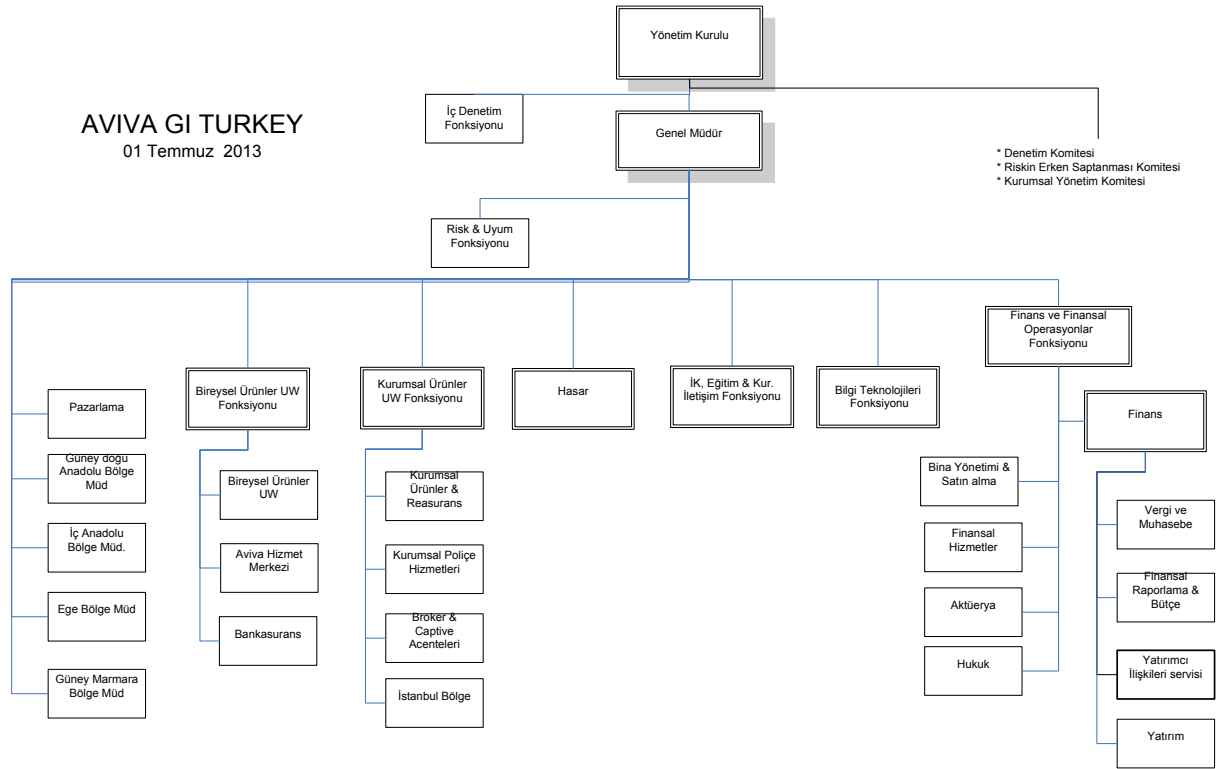 Yönetim Kurulu
AVIVA GI TURKEY
01 Temmuz 2013
İç Denetim
Fonksiyonu
Genel Müdür
* Denetim Komitesi
* Riskin Erken Saptanması Komitesi
* Kurumsal Yönetim Komitesi
Risk & Uyum
Fonksiyonu
Finans ve Finansal
Operasyonlar
Fonksiyonu
Bireysel Ürünler UW
Fonksiyonu
Kurumsal Ürünler
UW Fonksiyonu
Hasar
İK, Eğitim & Kur.
İletişim Fonksiyonu
Bilgi Teknolojileri
Fonksiyonu
Pazarlama
Güney doğu
Anadolu Bölge
Müd
İç Anadolu
Bölge Müd.
Ege Bölge Müd
Güney Marmara
Bölge Müd
Bireysel Ürünler
UW
Aviva Hizmet
Merkezi
Bankasurans
Kurumsal
Ürünler &
Reasurans
Kurumsal Poliçe
Hizmetleri
Broker &
Captive
Acenteleri
İstanbul Bölge
Bina Yönetimi &
Satın alma
Finansal
Hizmetler
Aktüerya
Hukuk
Finans
Vergi ve
Muhasebe
Finansal
Raporlama &
Bütçe
Yatırımcı
İlişkileri servisi
Yatırım